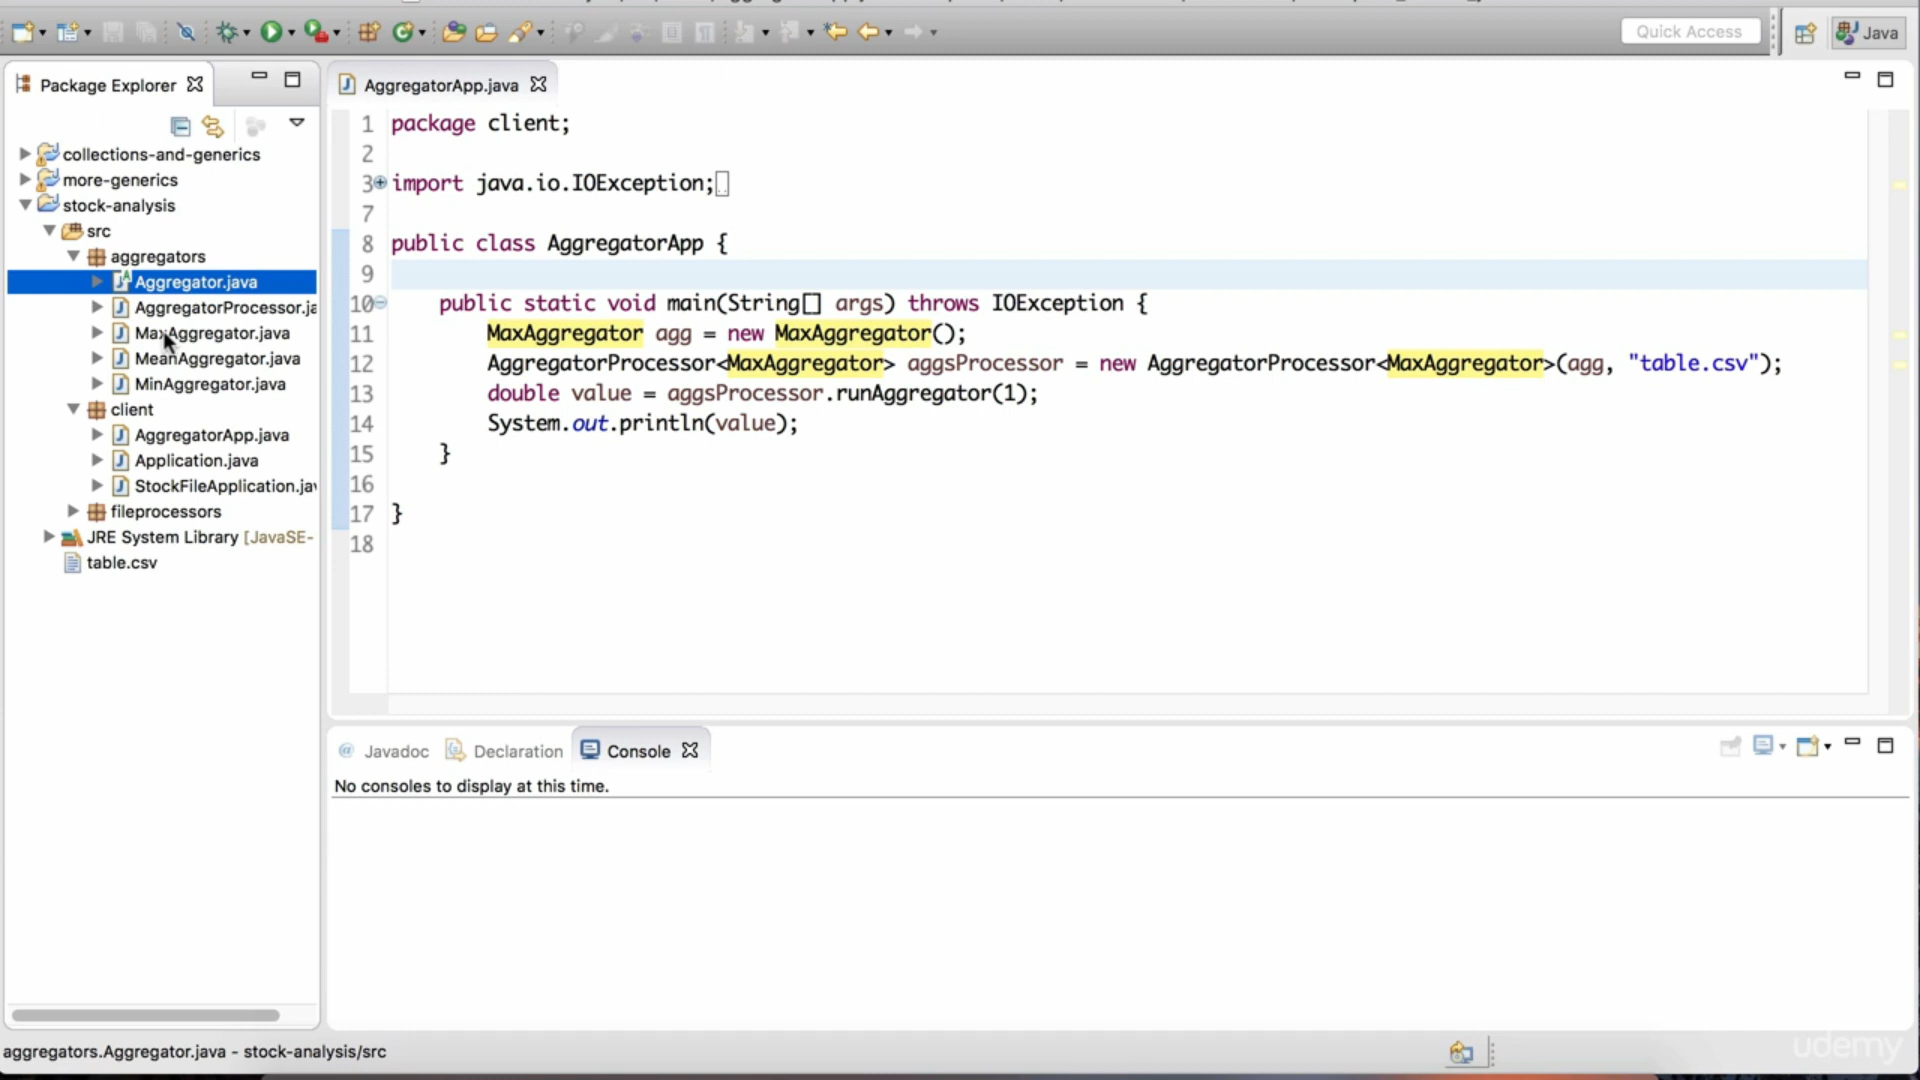 Quick Access
Java
Package Explorer
AggregatorApp.java
collections-and-generics
more-generics
stock-analysis
src
aggregators
Aggregator.java
AggregatorProcessor.ja
MaxAggregator.java
MeanAggregator.java
MinAggregator.java
client
AggregatorApp.java
Application.java
StockFileApplication.jav
fileprocessors
JRE System Library [JavaSE-
table.csv
1 package client;
2
3 import java.io.IOException;
7
8 public class AggregatorApp {
9
10 public static void main(String[] args) throws IOException {
11 MaxAggregator agg = new MaxAggregator();
12 AggregatorProcessor<MaxAggregator> aggsProcessor = new AggregatorProcessor<MaxAggregator>(agg, "table.csv");
13 double value = aggsProcessor.runAggregator(1);
14 System.out.println(value);
15 }
16
17 }
18
@ Javadoc Declaration Console
No consoles to display at this time.
aggregators.Aggregator.java - stock-analysis/src
udemy